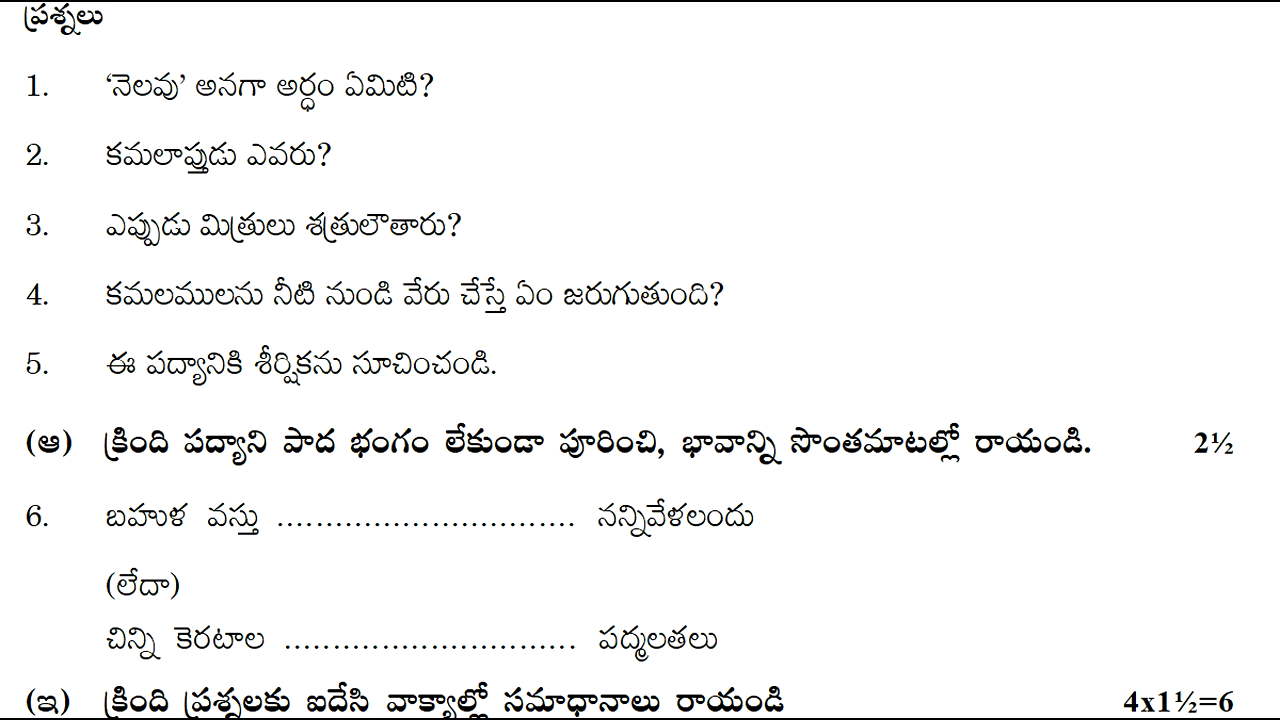 ప్రశ్నలు
1. ‘నెలవు’ అనగా అర్ధం ఏమిటి?
2. కమలాప్తుడు ఎవరు?
3. ఎప్పుడు మిత్రులు శత్రులౌతారు?
4. కమలములను నీటి నుండి వేరు చేస్తే ఏం జరుగుతుంది?
5. ఈ పద్యానికి శీర్షికను సూచించండి.
(ఆ) క్రింది పద్యాని పాద భంగం లేకుండా పూరించి, భావాన్ని సొంతమాటల్లో రాయండి. 2½
6. బహుళ వస్తు ............................... నన్నివేళలందు
(లేదా)
చిన్ని కెరటాల .............................. పద్మలతలు
(ఇ) క్రింది ప్రశ్నలకు ఐదేసి వాక్యాల్లో సమాధానాలు రాయండి 4x1½=6